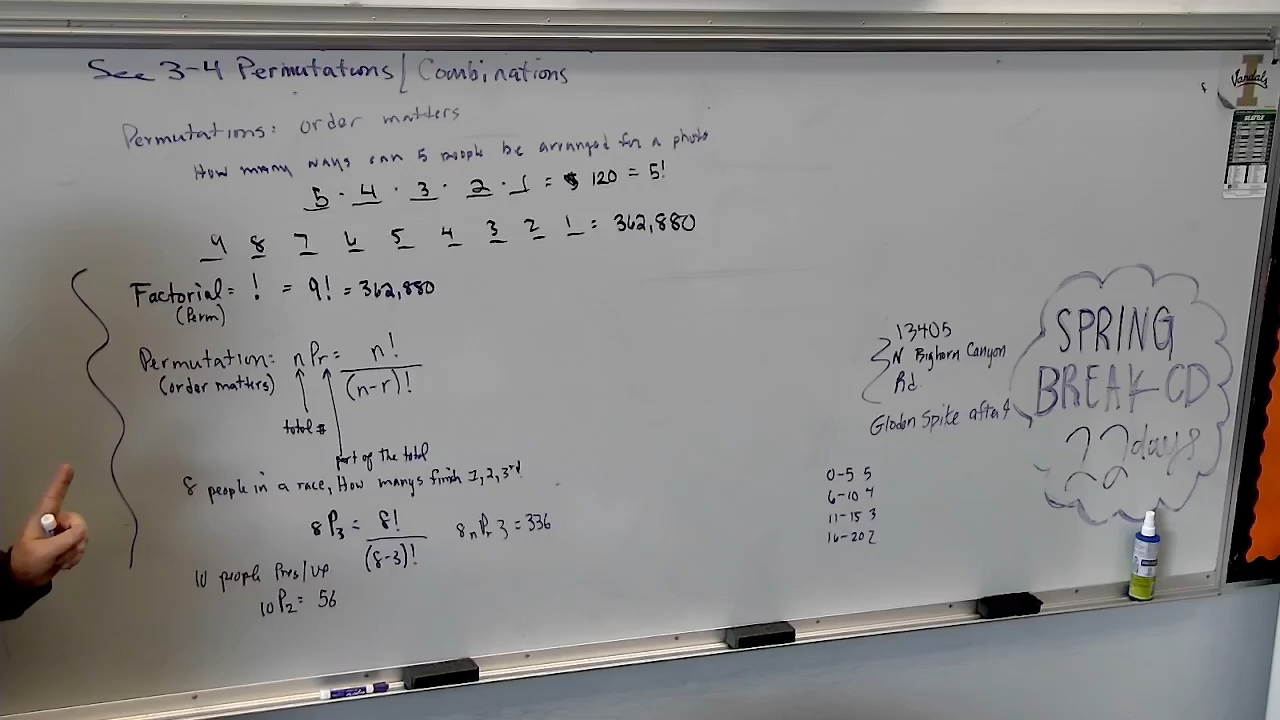 Sec 3-4 Permutations/Combinations
Permutations: order matters
How many ways can 5 people be arranged for a photo
5 · 4 · 3 · 2 · 1 = 120 = 5!
9 8 7 6 5 4 3 2 1 = 362,880
Factorial = ! = 9! = 362,880
(Perm)
Permutation: nPr = n!/(n-r)!
(order matters)
total #
part of the total
8 people in a race, How manys finish 1,2,3rd
8P3 = 8!/(8-3)! 8nPr3 = 336
10 people Pres/VP
10P2 = 56
13405
N Bighorn Canyon
Rd.
Glodon Spike after
0-5 5
6-10 4
11-15 3
16-20 2
SPRING
BREAK CD
22 days
I
Vandals